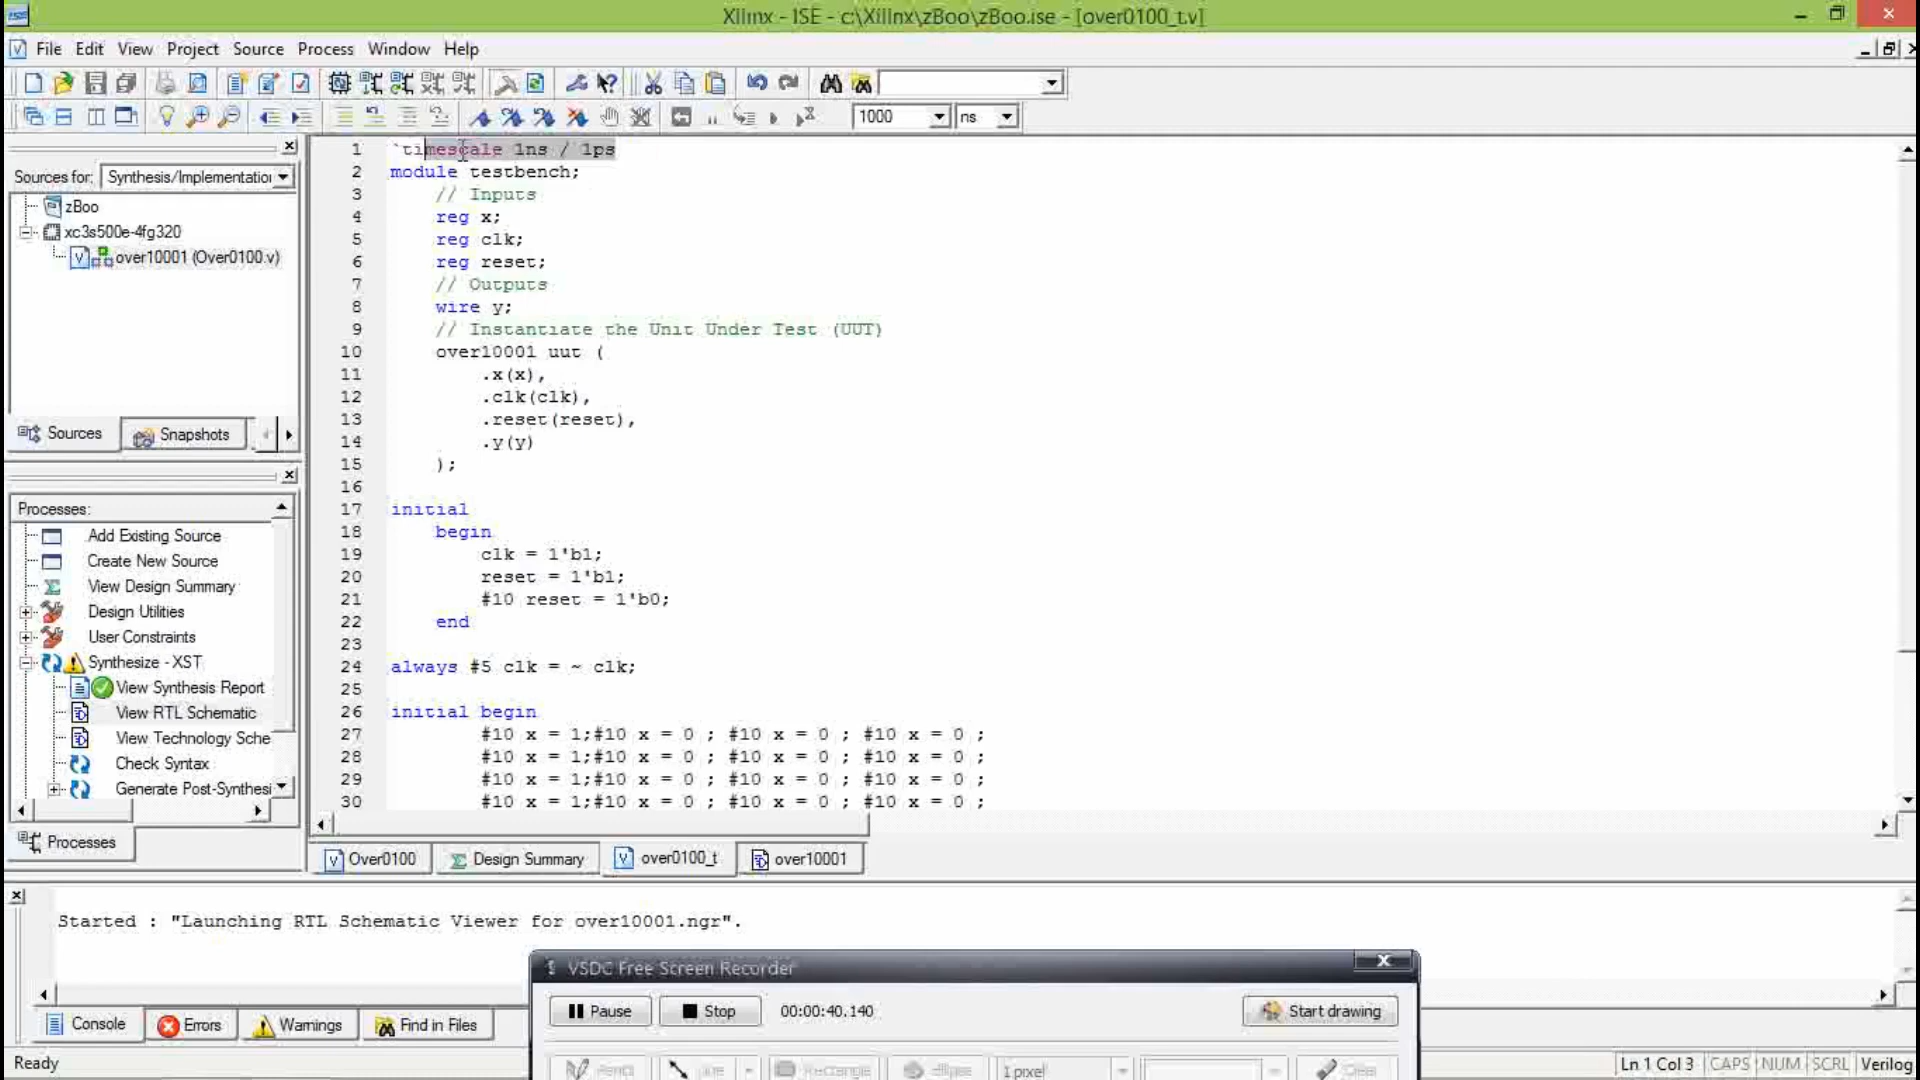 Xilinx - ISE - c:\Xilinx\zBoo\zBoo.ise - [over0100_t.v]
File Edit View Project Source Process Window Help
1000 ns
Sources for: Synthesis/Implementation
zBoo
xc3s500e-4fg320
over10001 (Over0100.v)
Sources Snapshots
Processes:
Add Existing Source
Create New Source
View Design Summary
Design Utilities
User Constraints
Synthesize - XST
View Synthesis Report
View RTL Schematic
View Technology Sche
Check Syntax
Generate Post-Synthesi
Processes
1 `timescale 1ns / 1ps
2 module testbench;
3 // Inputs
4 reg x;
5 reg clk;
6 reg reset;
7 // Outputs
8 wire y;
9 // Instantiate the Unit Under Test (UUT)
10 over10001 uut (
11 .x(x),
12 .clk(clk),
13 .reset(reset),
14 .y(y)
15 );
16
17 initial
18 begin
19 clk = 1'b1;
20 reset = 1'b1;
21 #10 reset = 1'b0;
22 end
23
24 always #5 clk = ~ clk;
25
26 initial begin
27 #10 x = 1;#10 x = 0 ; #10 x = 0 ; #10 x = 0 ;
28 #10 x = 1;#10 x = 0 ; #10 x = 0 ; #10 x = 0 ;
29 #10 x = 1;#10 x = 0 ; #10 x = 0 ; #10 x = 0 ;
30 #10 x = 1;#10 x = 0 ; #10 x = 0 ; #10 x = 0 ;
Over0100 Design Summary over0100_t over10001
Started : "Launching RTL Schematic Viewer for over10001.ngr".
VSDC Free Screen Recorder
Pause Stop 00:00:40.140 Start drawing
Pencil Line Rectangle Ellipse 1 pixel Clear
Console Errors Warnings Find in Files
Ready
Ln 1 Col 3 CAPS NUM SCRL Verilog